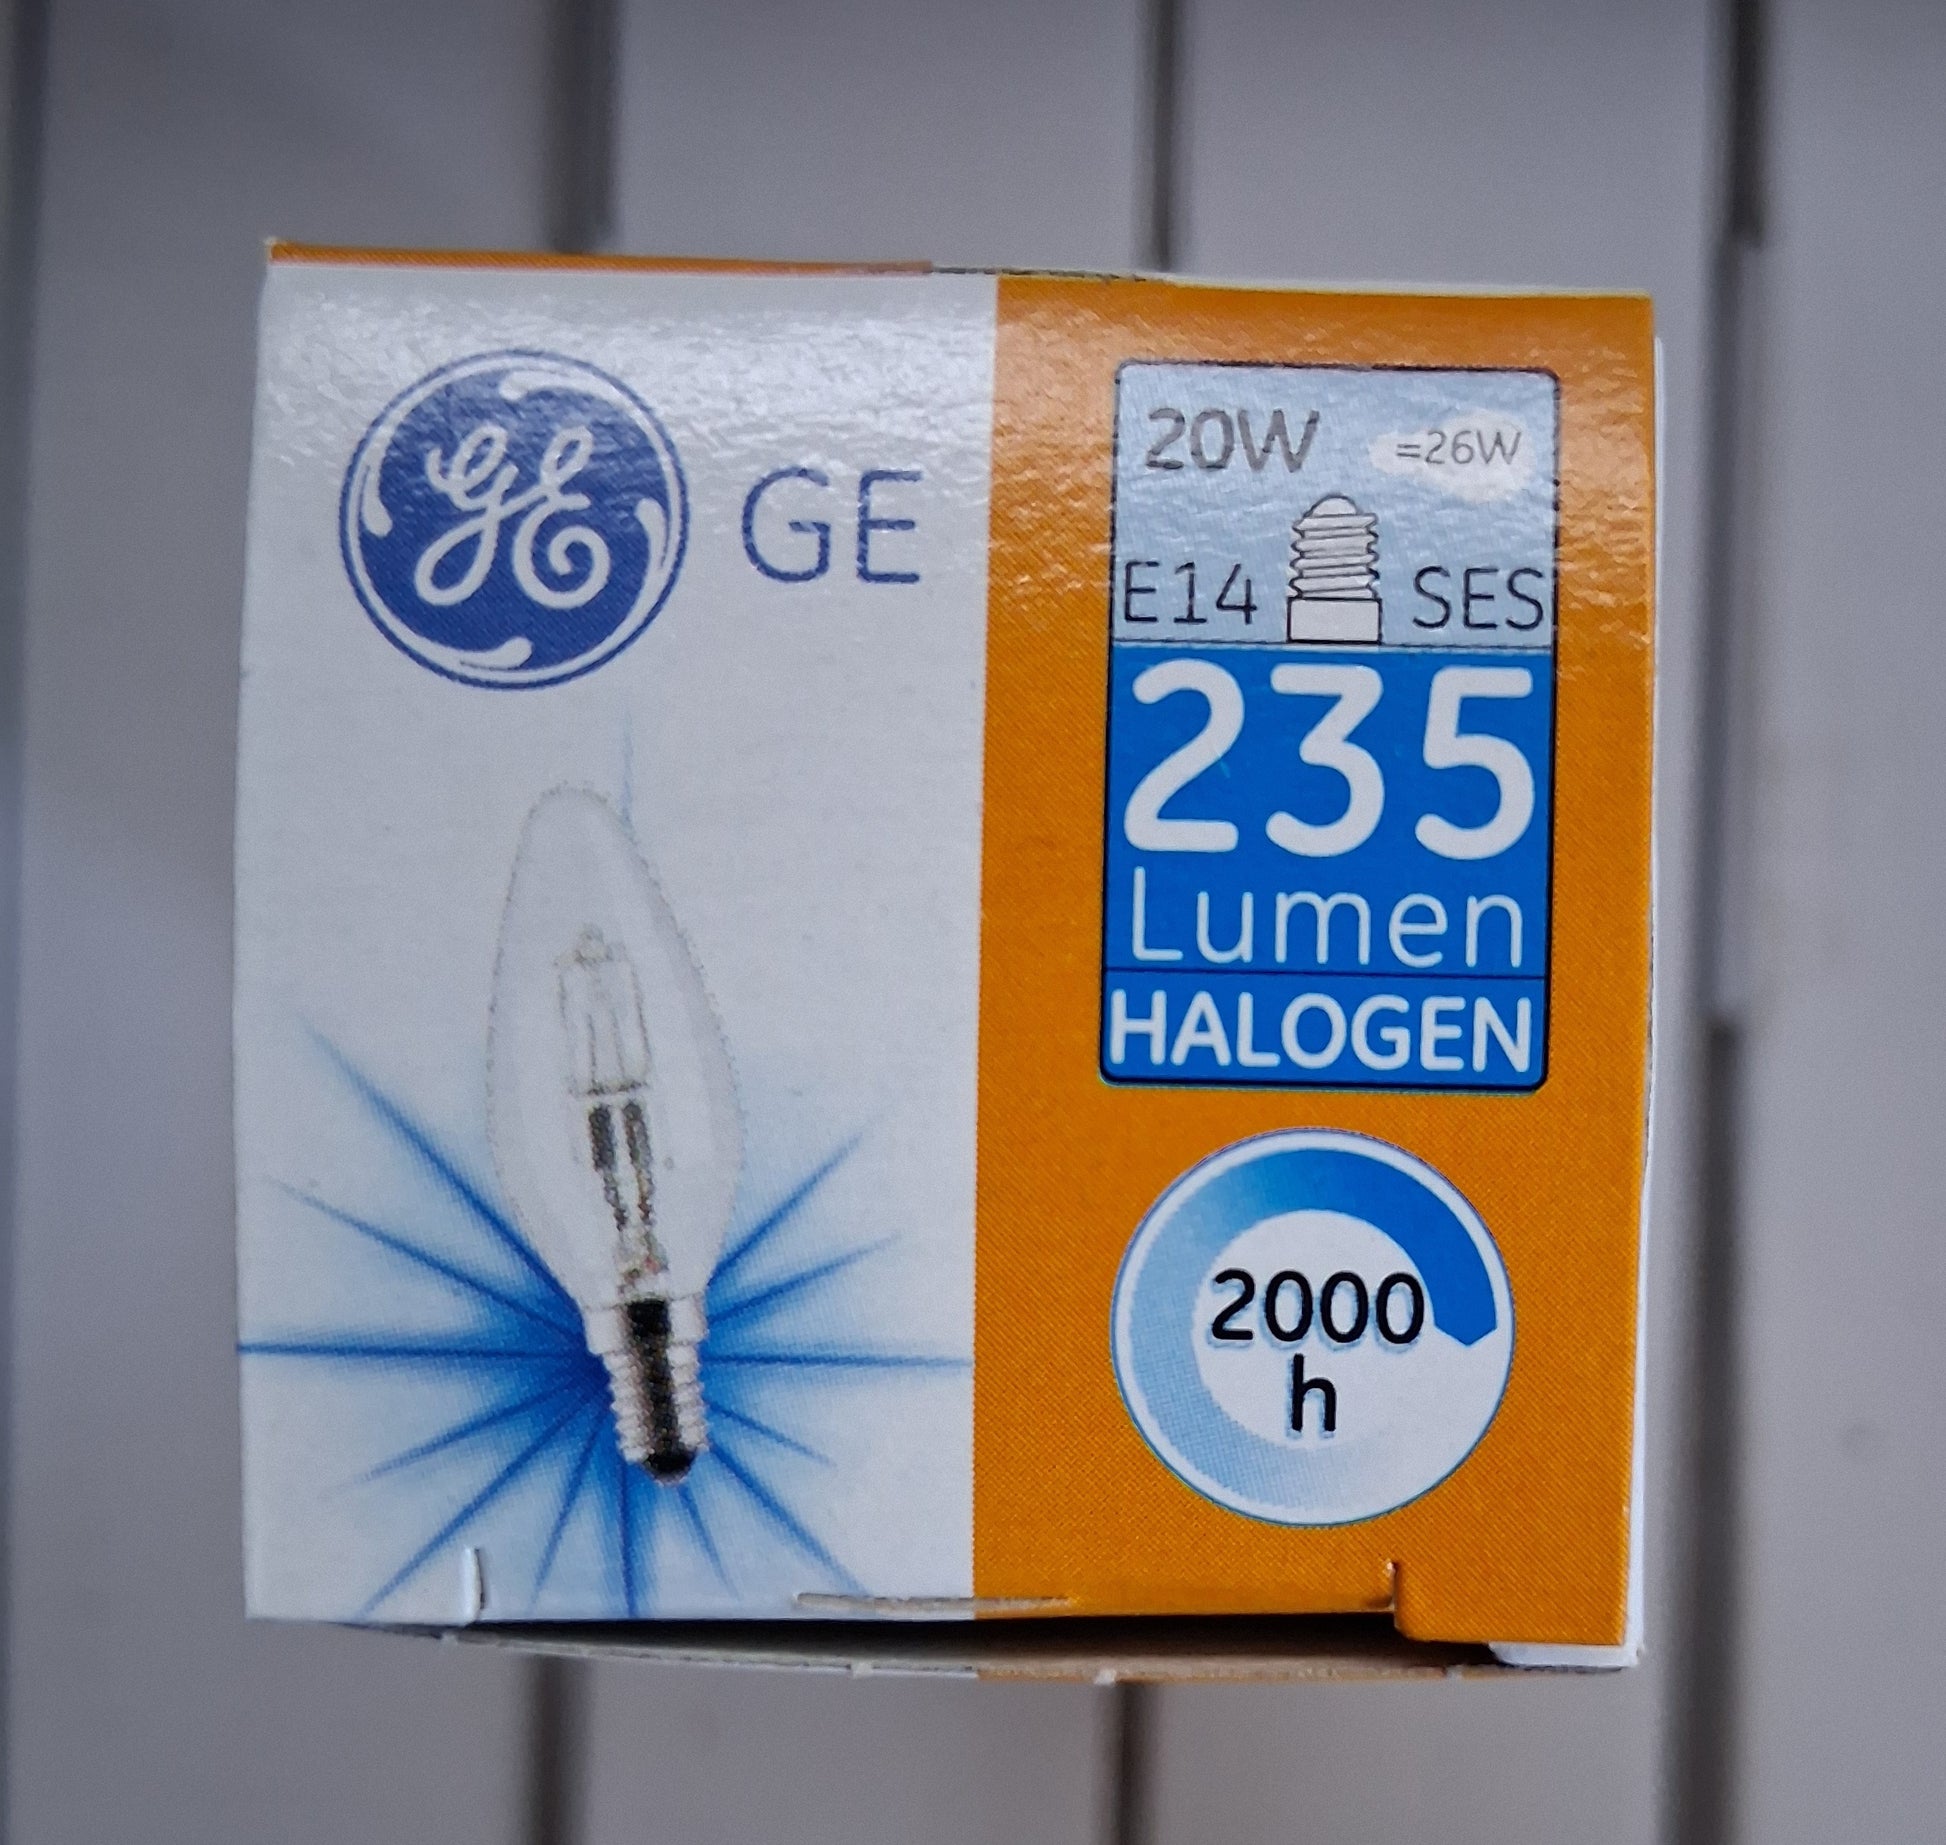 GE GE
20W =26W
E14 SES
235
Lumen
HALOGEN
2000
h